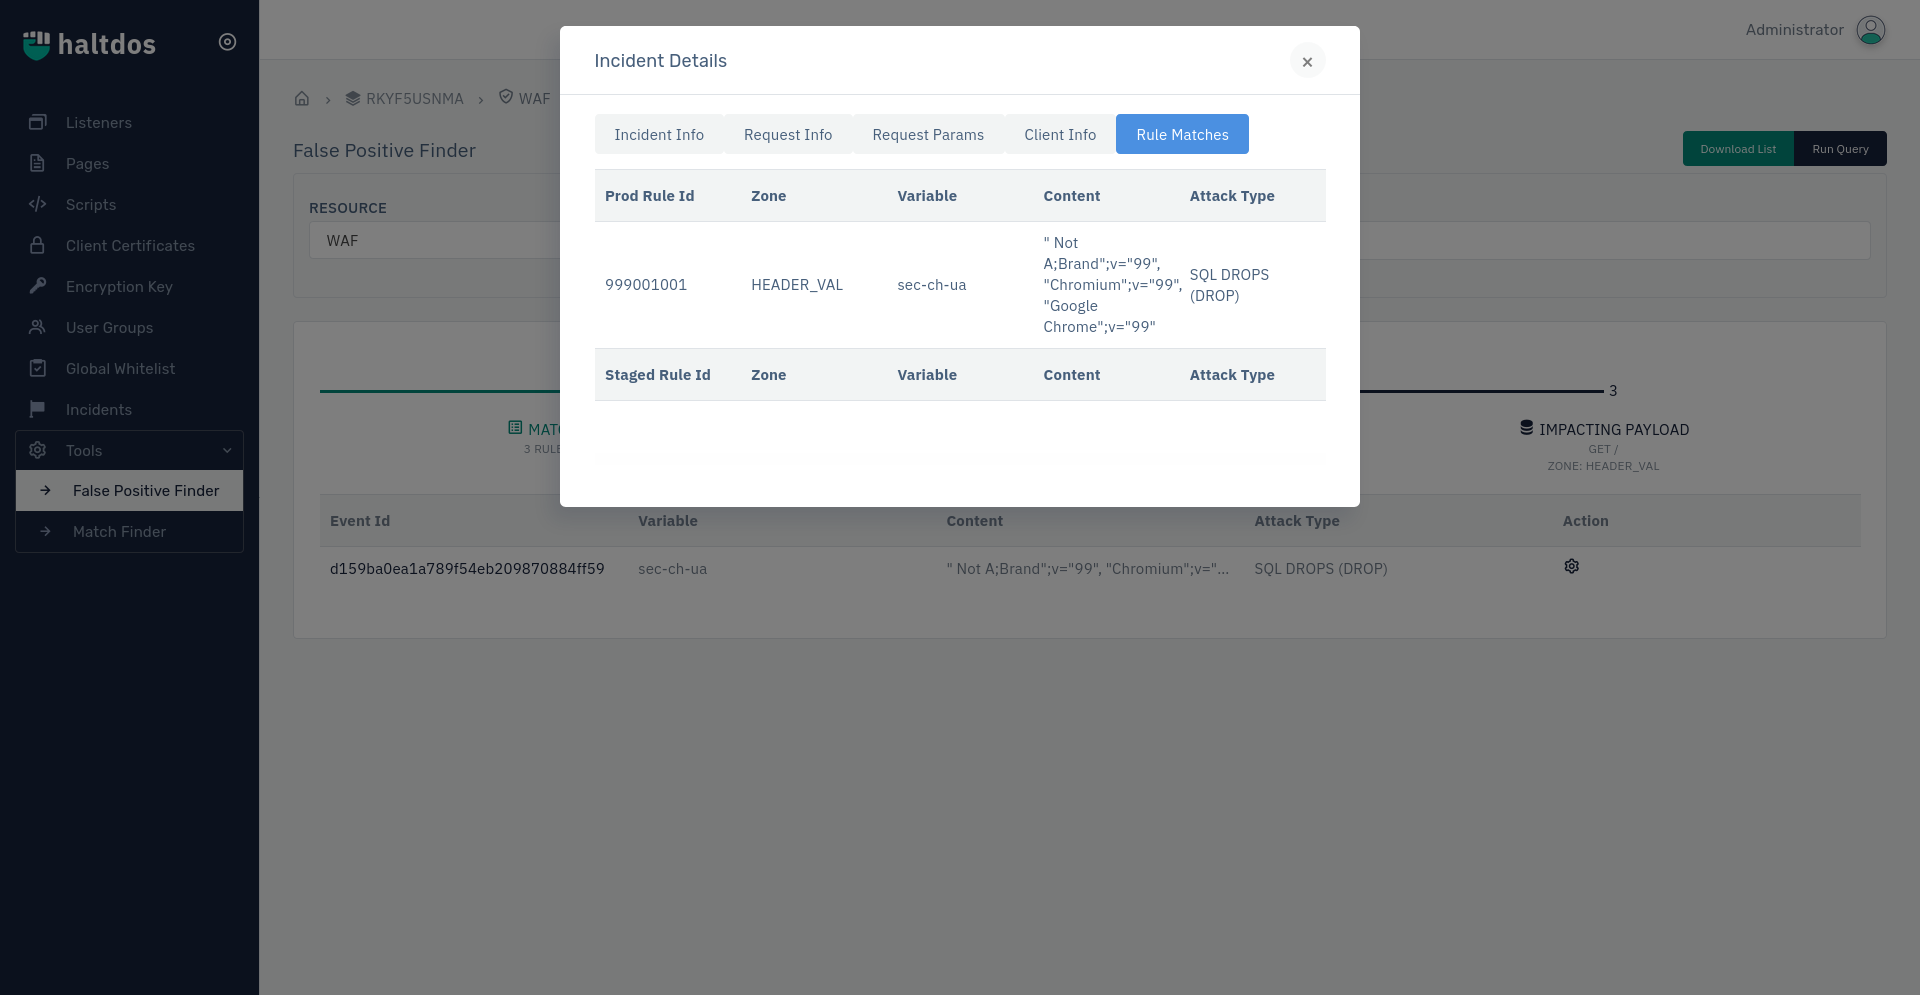 haltdos
Administrator
Listeners
Pages
Scripts
Client Certificates
Encryption Key
User Groups
Global Whitelist
Incidents
Tools
False Positive Finder
Match Finder
RKYF5USNMA
WAF
False Positive Finder
Download List
Run Query
RESOURCE
WAF
Incident Details
×
Incident Info
Request Info
Request Params
Client Info
Rule Matches
Prod Rule Id Zone Variable Content Attack Type
999001001 HEADER_VAL sec-ch-ua
" Not
A;Brand";v="99",
"Chromium";v="99",
"Google
Chrome";v="99"
SQL DROPS
(DROP)
Staged Rule Id Zone Variable Content Attack Type
3
3 RULE
IMPACTING PAYLOAD
GET /
ZONE: HEADER_VAL
Event Id Variable Content Attack Type Action
d159ba0ea1a789f54eb209870884ff59 sec-ch-ua " Not A;Brand";v="99", "Chromium";v="... SQL DROPS (DROP)